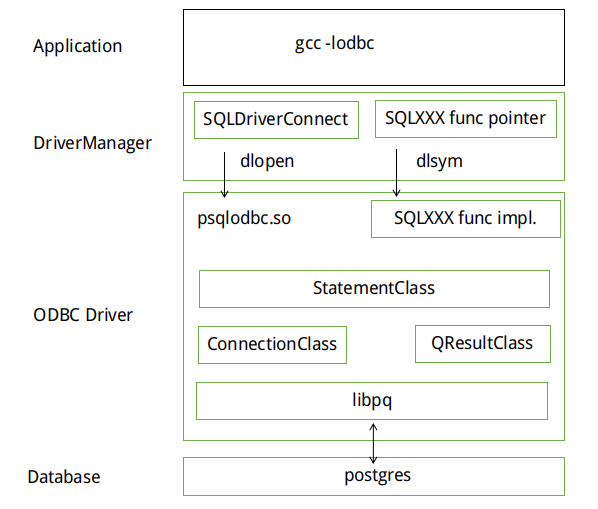 Application
gcc -lodbc
DriverManager
SQLDriverConnect
SQLXXX func pointer
dlopen
dlsym
ODBC Driver
psqlodbc.so
SQLXXX func impl.
StatementClass
ConnectionClass
QResultClass
libpq
Database
postgres